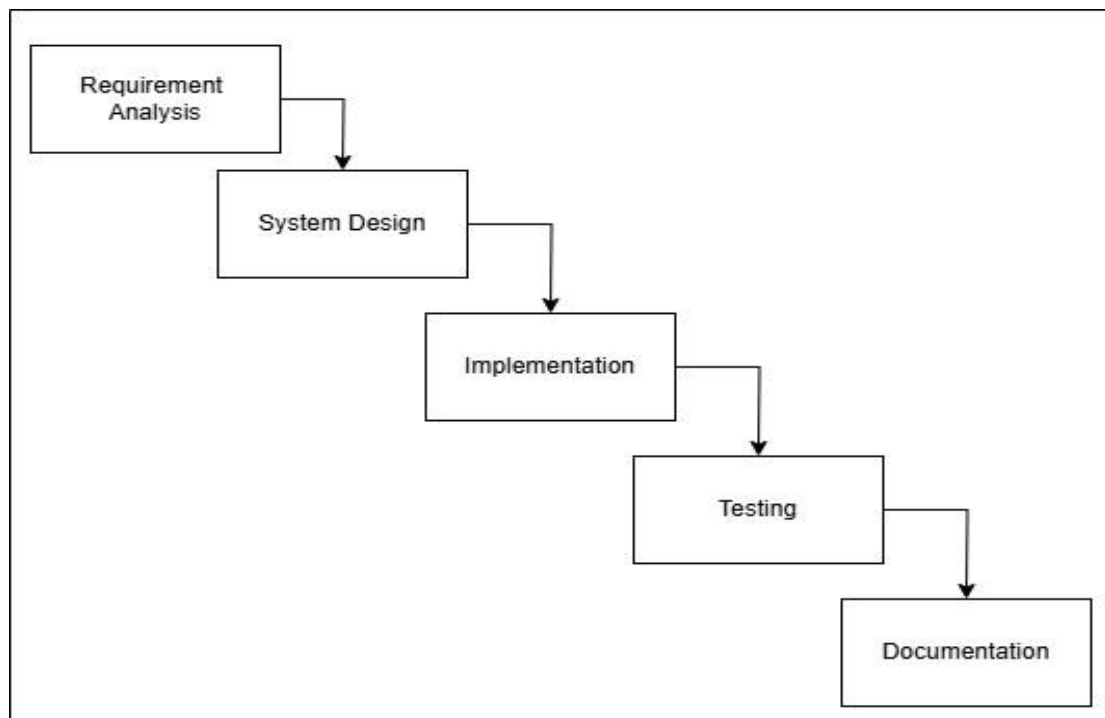 Requirement
Analysis
System Design
Implementation
Testing
Documentation